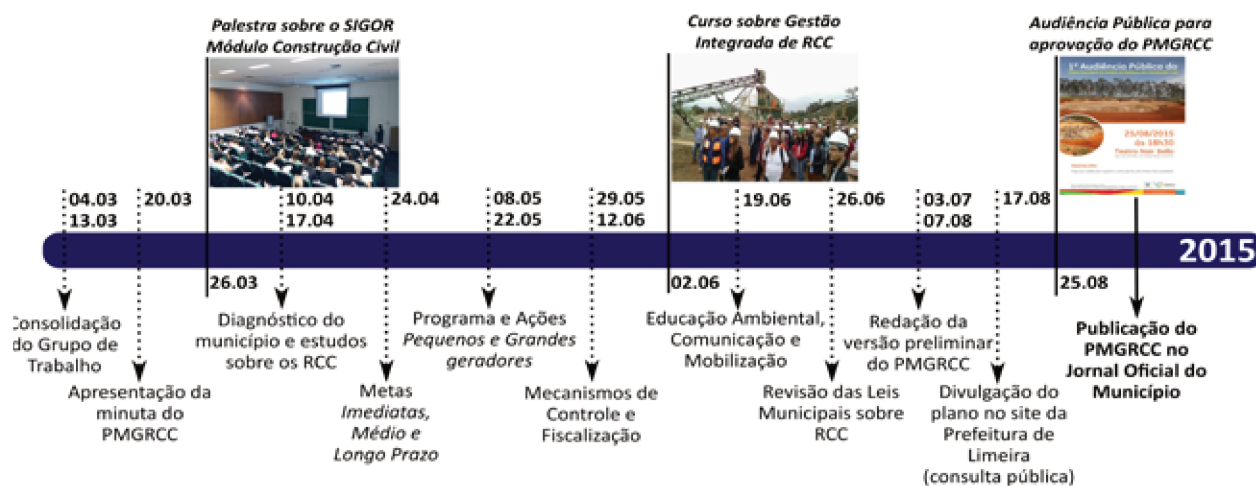 Palestra sobre o SIGOR
Módulo Construção Civil
Curso sobre Gestão
Integrada de RCC
Audiência Pública para
aprovação do PMGRCC
1ª Audiência Pública do
25/08/2015
às 18h30
Teatro Nair Bello
04.03
13.03
20.03
10.04
17.04
24.04
08.05
22.05
29.05
12.06
19.06
26.06
03.07
07.08
17.08
2015
26.03
02.06
25.08
Consolidação
do Grupo de
Trabalho
Apresentação da
minuta do
PMGRCC
Diagnóstico do
município e estudos
sobre os RCC
Metas
Imediatas,
Médio e
Longo Prazo
Programa e Ações
Pequenos e Grandes
geradores
Mecanismos de
Controle e
Fiscalização
Educação Ambiental,
Comunicação e
Mobilização
Revisão das Leis
Municipais sobre
RCC
Redação da
versão preliminar
do PMGRCC
Divulgação do
plano no site da
Prefeitura de
Limeira
(consulta pública)
Publicação do
PMGRCC no
Jornal Oficial do
Município